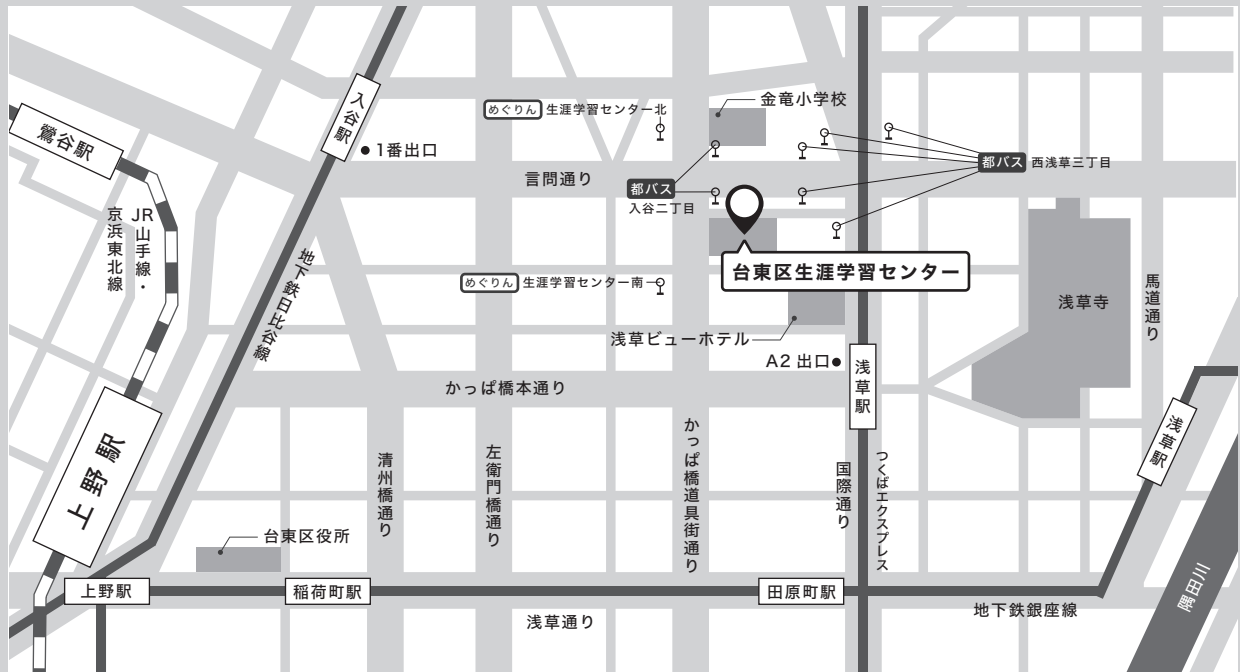 金竜小学校
めぐりん 生涯学習センター北
入谷駅
1番出口
鶯谷駅
都バス 西浅草三丁目
言問通り
都バス
入谷二丁目
JR山手線・
京浜東北線
地下鉄日比谷線
台東区生涯学習センター
めぐりん 生涯学習センター南
馬道通り
浅草寺
浅草ビューホテル
A2 出口
浅草駅
かっぱ橋本通り
上野駅
清州橋通り
左衛門橋通り
かっぱ橋道具街通り
国際通り
つくばエクスプレス
浅草駅
台東区役所
上野駅
稲荷町駅
田原町駅
浅草通り
地下鉄銀座線
隅田川